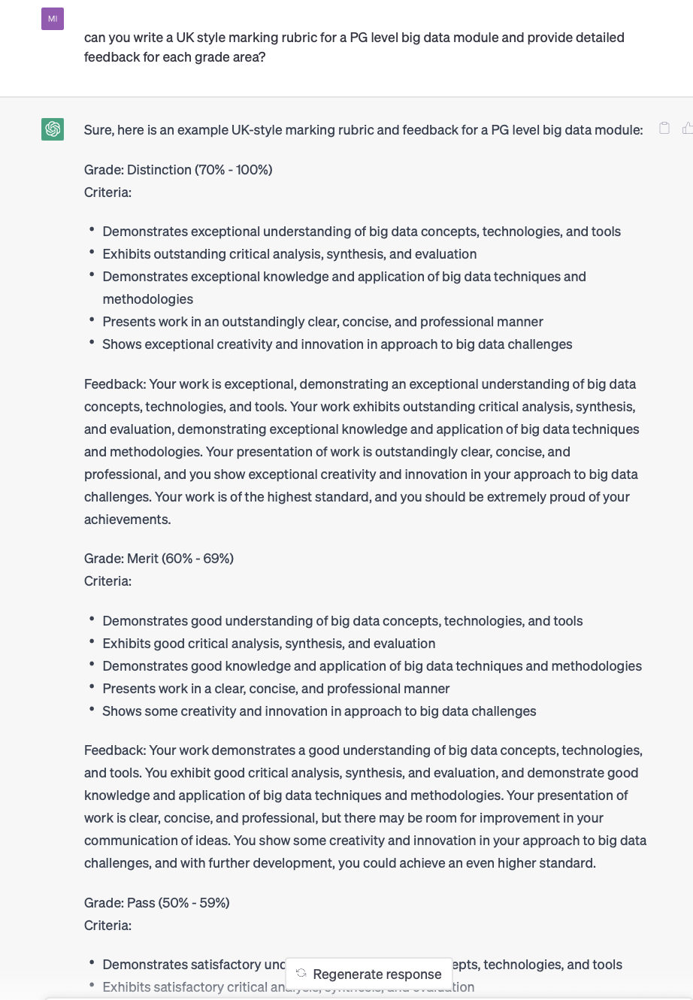 MI
can you write a UK style marking rubric for a PG level big data module and provide detailed
feedback for each grade area?
Sure, here is an example UK-style marking rubric and feedback for a PG level big data module:
Grade: Distinction (70% - 100%)
Criteria:
• Demonstrates exceptional understanding of big data concepts, technologies, and tools
• Exhibits outstanding critical analysis, synthesis, and evaluation
• Demonstrates exceptional knowledge and application of big data techniques and
methodologies
• Presents work in an outstandingly clear, concise, and professional manner
• Shows exceptional creativity and innovation in approach to big data challenges
Feedback: Your work is exceptional, demonstrating an exceptional understanding of big data
concepts, technologies, and tools. Your work exhibits outstanding critical analysis, synthesis,
and evaluation, demonstrating exceptional knowledge and application of big data techniques
and methodologies. Your presentation of work is outstandingly clear, concise, and
professional, and you show exceptional creativity and innovation in your approach to big data
challenges. Your work is of the highest standard, and you should be extremely proud of your
achievements.
Grade: Merit (60% - 69%)
Criteria:
• Demonstrates good understanding of big data concepts, technologies, and tools
• Exhibits good critical analysis, synthesis, and evaluation
• Demonstrates good knowledge and application of big data techniques and methodologies
• Presents work in a clear, concise, and professional manner
• Shows some creativity and innovation in approach to big data challenges
Feedback: Your work demonstrates a good understanding of big data concepts, technologies,
and tools. You exhibit good critical analysis, synthesis, and evaluation, and demonstrate good
knowledge and application of big data techniques and methodologies. Your presentation of
work is clear, concise, and professional, but there may be room for improvement in your
communication of ideas. You show some creativity and innovation in your approach to big data
challenges, and with further development, you could achieve an even higher standard.
Grade: Pass (50% - 59%)
Criteria:
• Demonstrates satisfactory technologies, and tools
Regenerate response
• Exhibits satisfactory critical